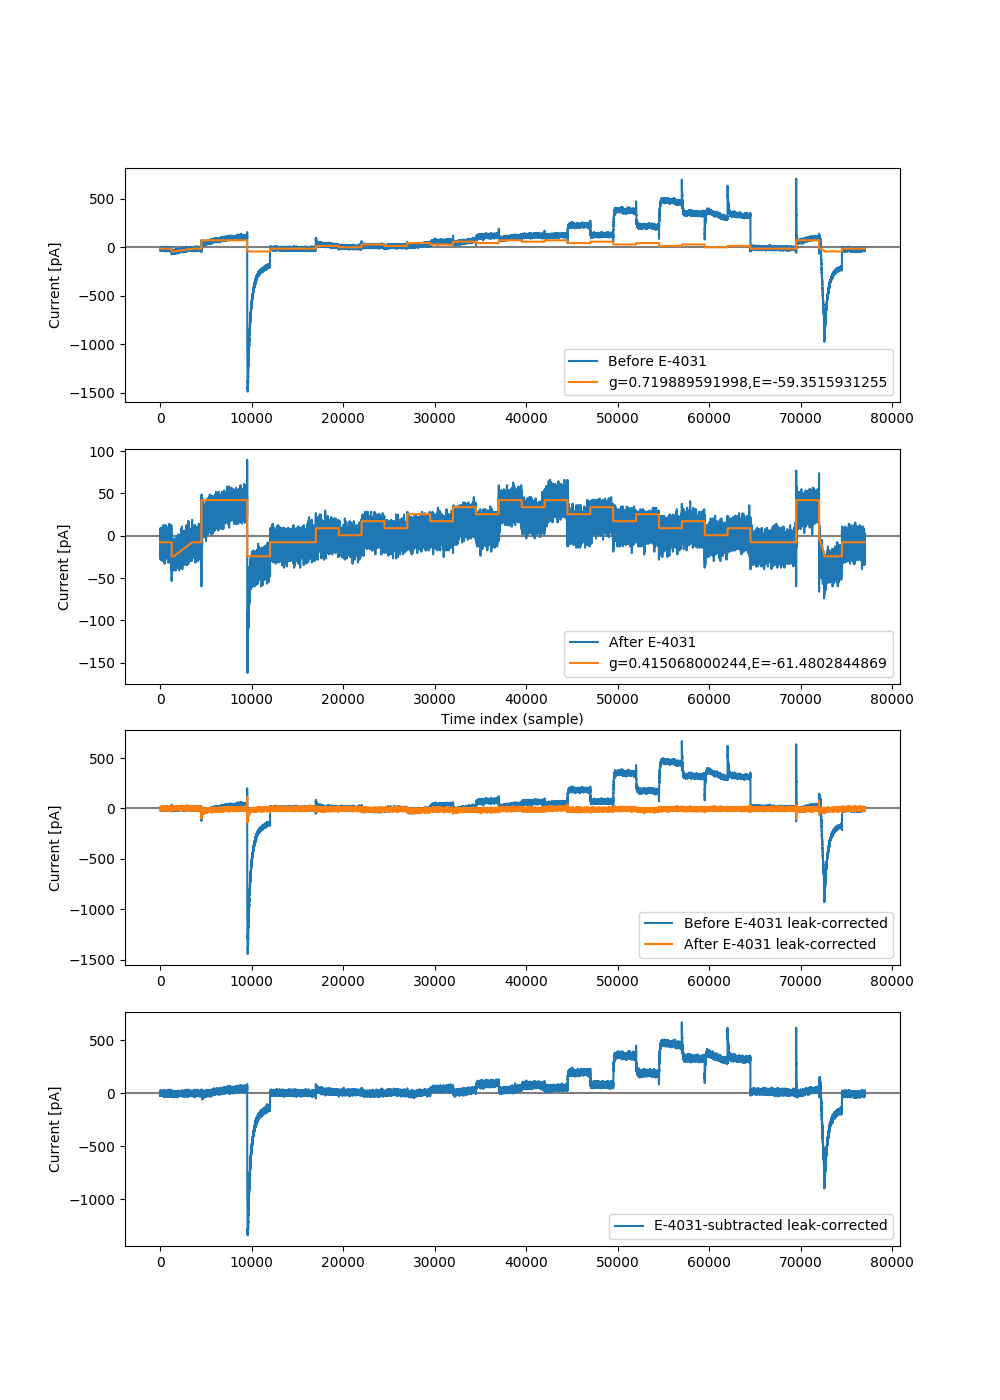 500
0
−500
−1000
−1500
Current [pA]
Before E-4031
g=0.719889591998,E=-59.3515931255
0 10000 20000 30000 40000 50000 60000 70000 80000
100
50
0
−50
−100
−150
Current [pA]
After E-4031
g=0.415068000244,E=-61.4802844869
0 10000 20000 30000 40000 50000 60000 70000 80000
Time index (sample)
500
0
−500
−1000
−1500
Current [pA]
Before E-4031 leak-corrected
After E-4031 leak-corrected
0 10000 20000 30000 40000 50000 60000 70000 80000
500
0
−500
−1000
Current [pA]
E-4031-subtracted leak-corrected
0 10000 20000 30000 40000 50000 60000 70000 80000